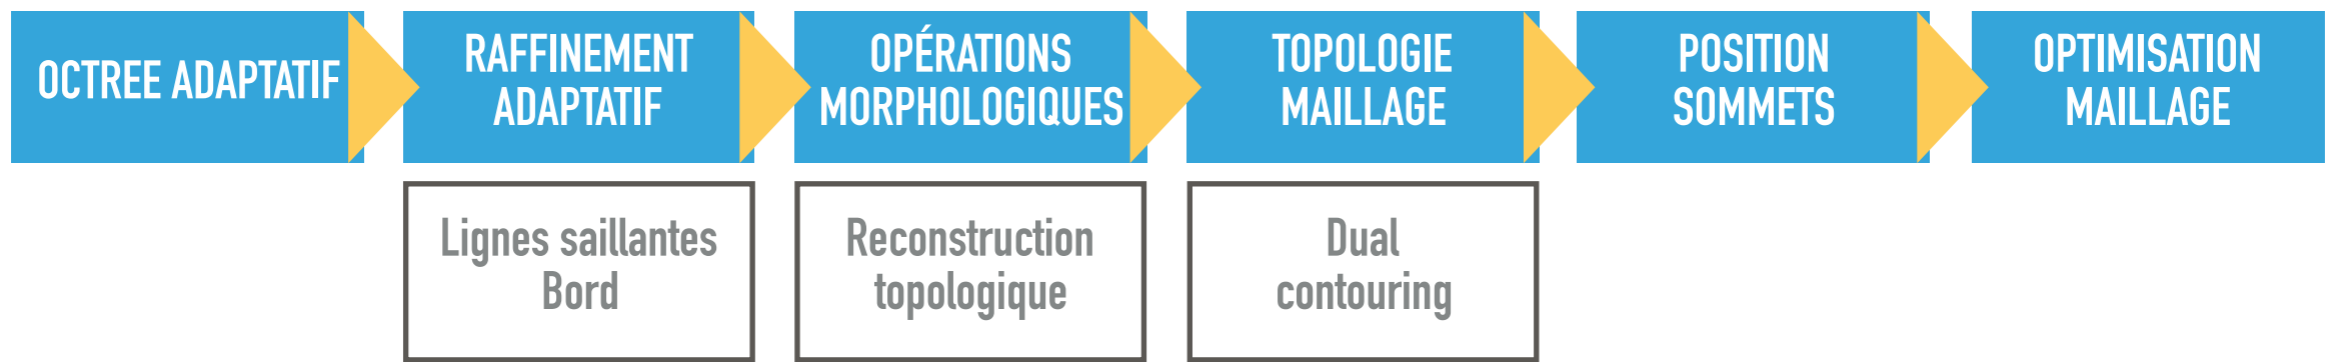 OCTREE ADAPTATIF
RAFFINEMENT
ADAPTATIF
OPÉRATIONS
MORPHOLOGIQUES
TOPOLOGIE
MAILLAGE
POSITION
SOMMETS
OPTIMISATION
MAILLAGE
Lignes saillantes
Bord
Reconstruction
topologique
Dual
contouring